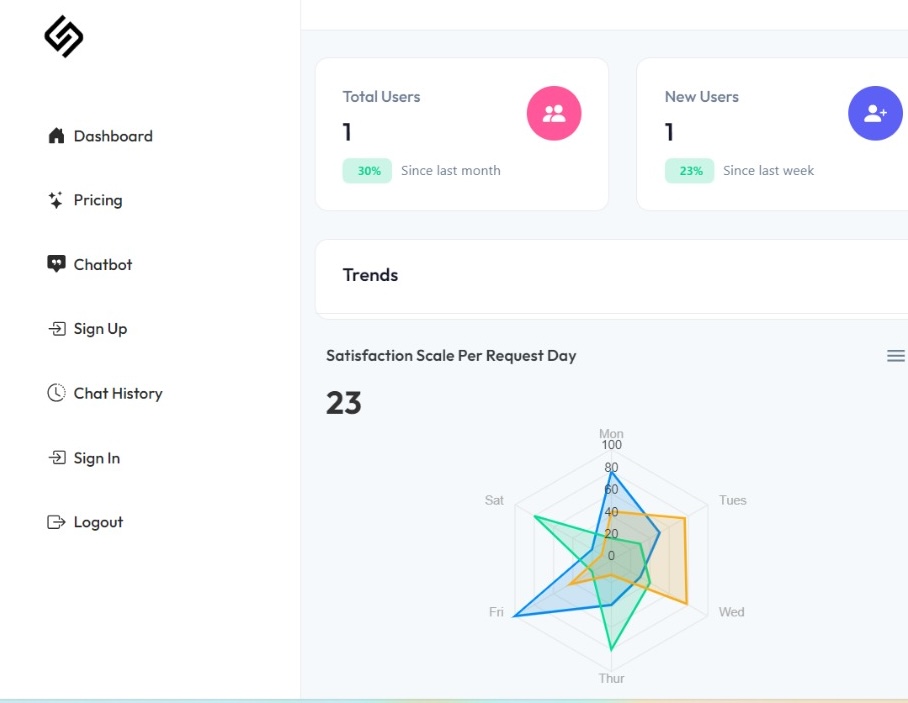 Dashboard
Pricing
Chatbot
Sign Up
Chat History
Sign In
Logout
Total Users
1
30% Since last month
New Users
1
23% Since last week
Trends
Satisfaction Scale Per Request Day
23
Mon
100
80
60
40
20
0
Tues
Wed
Thur
Fri
Sat